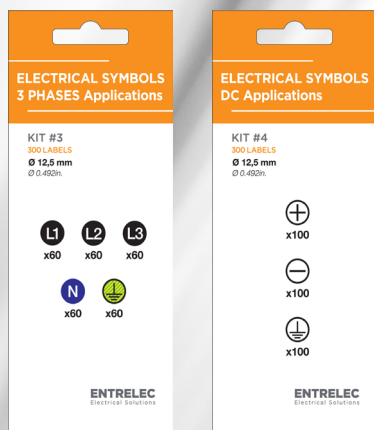 ELECTRICAL SYMBOLS
3 PHASES Applications
KIT #3
300 LABELS
Ø 12,5 mm
Ø 0.492in.
L1 L2 L3
x60 x60 x60
N
x60 x60
ENTRELEC
Electrical Solutions
ELECTRICAL SYMBOLS
DC Applications
KIT #4
300 LABELS
Ø 12,5 mm
Ø 0.492in.
x100
x100
x100
ENTRELEC
Electrical Solutions